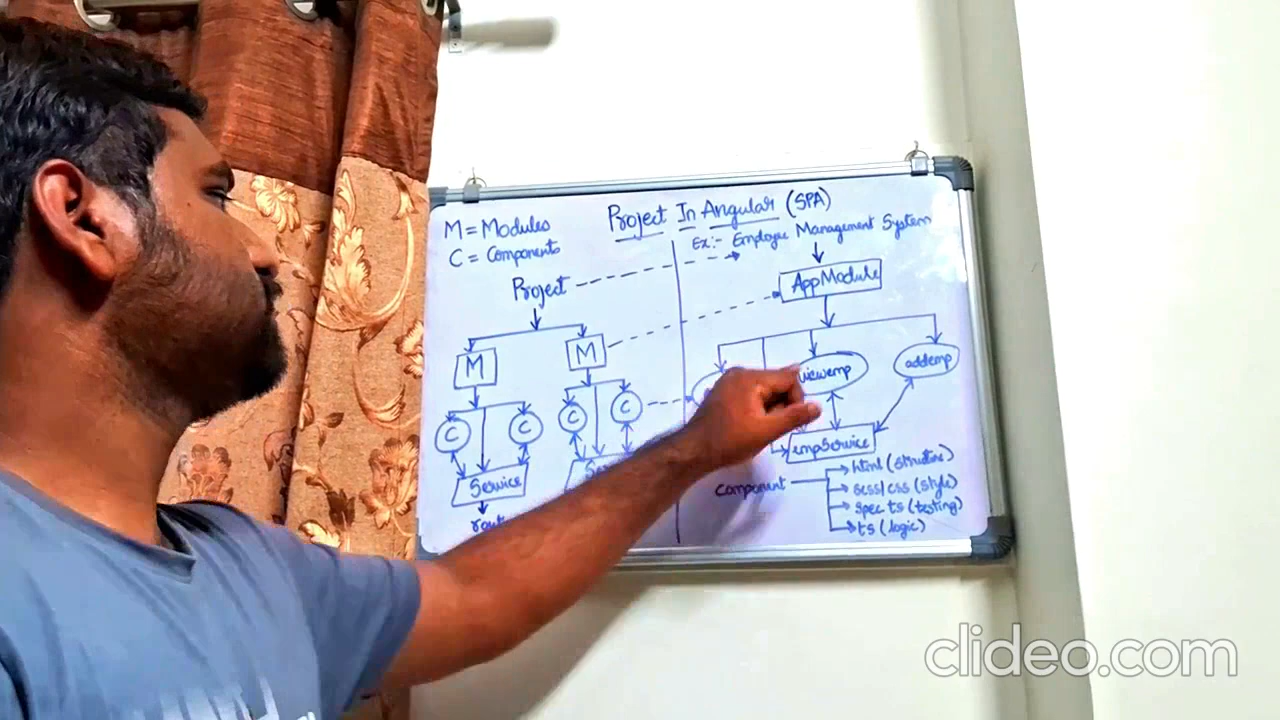 Project In Angular (SPA)
M = Modules
C = Components
Ex:- Employee Management System
Project
AppModule
M
M
viewemp
addemp
C
C
C
C
empService
Service
Component
html (structure)
scss/css (style)
spec ts (testing)
ts (logic)
clideo.com